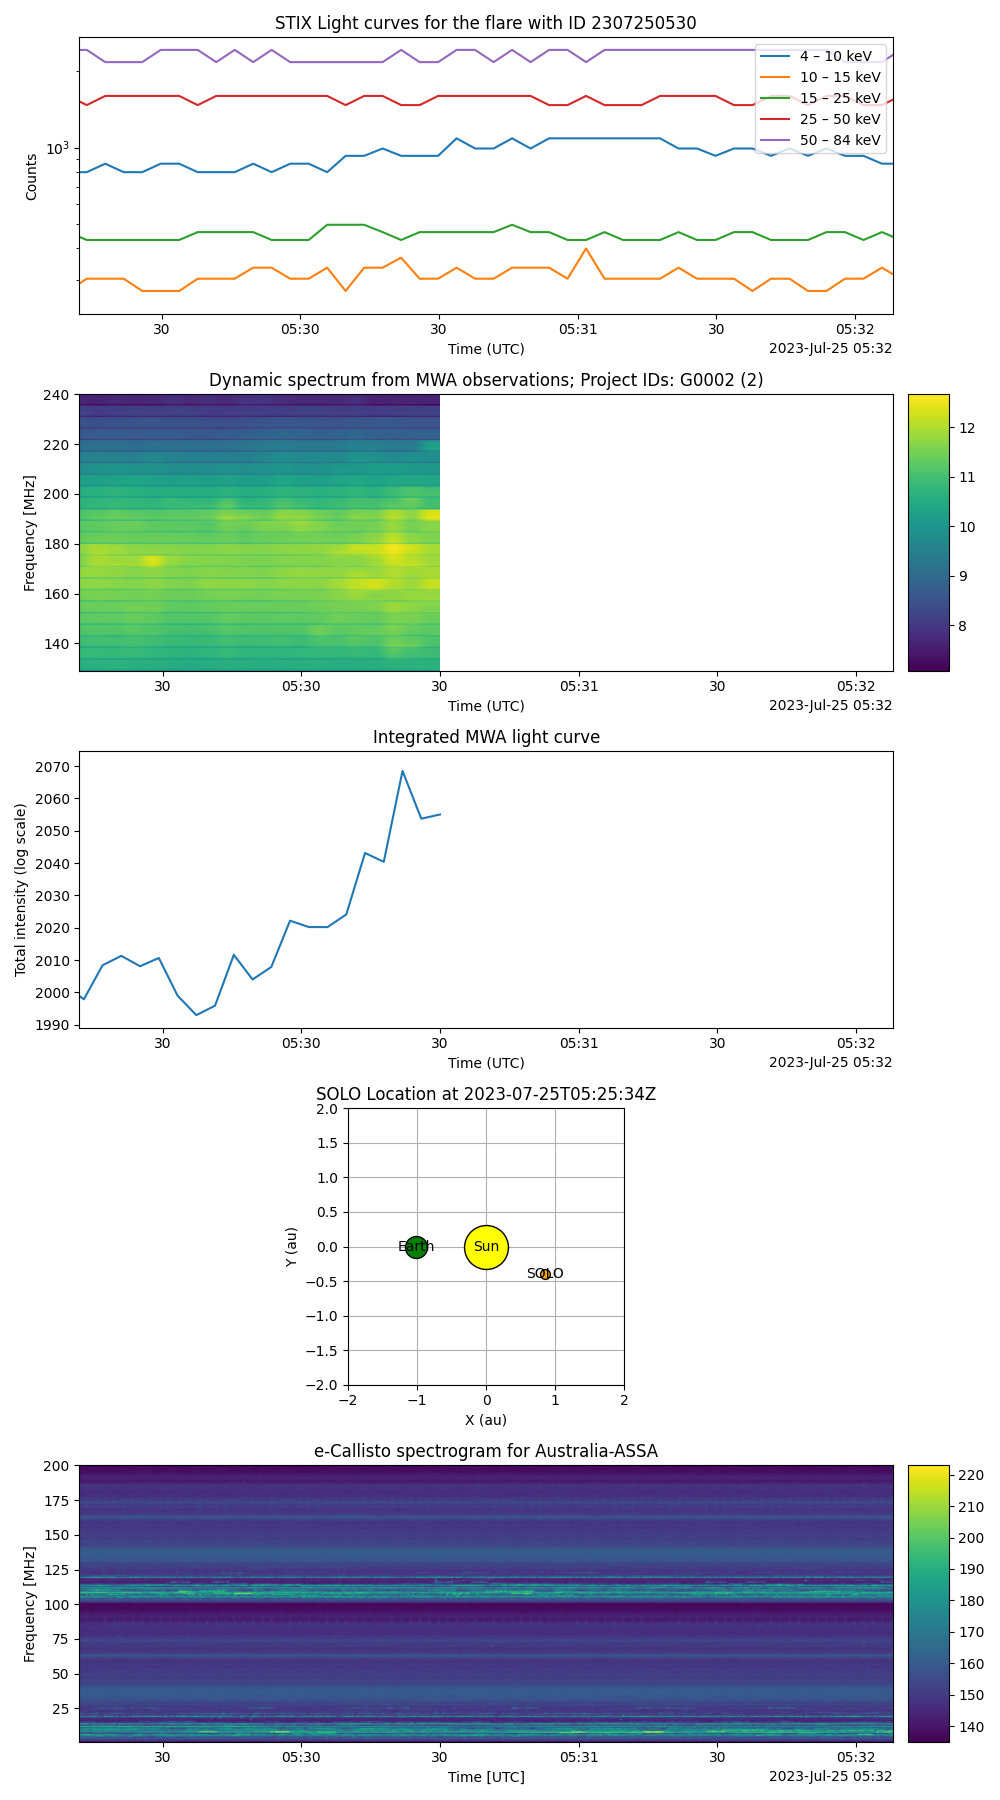 STIX Light curves for the flare with ID 2307250530
4 – 10 keV
10 – 15 keV
15 – 25 keV
25 – 50 keV
50 – 84 keV
10³
Counts
30 05:30 30 05:31 30 05:32
Time (UTC)
2023-Jul-25 05:32
Dynamic spectrum from MWA observations; Project IDs: G0002 (2)
240
220
200
180
160
140
Frequency [MHz]
12
11
10
9
8
30 05:30 30 05:31 30 05:32
Time (UTC)
2023-Jul-25 05:32
Integrated MWA light curve
2070
2060
2050
2040
2030
2020
2010
2000
1990
Total intensity (log scale)
30 05:30 30 05:31 30 05:32
Time (UTC)
2023-Jul-25 05:32
SOLO Location at 2023-07-25T05:25:34Z
2.0
1.5
1.0
0.5
0.0
−0.5
−1.0
−1.5
−2.0
Y (au)
Earth
Sun
SOLO
−2 −1 0 1 2
X (au)
e-Callisto spectrogram for Australia-ASSA
200
175
150
125
100
75
50
25
Frequency [MHz]
220
210
200
190
180
170
160
150
140
30 05:30 30 05:31 30 05:32
Time [UTC]
2023-Jul-25 05:32